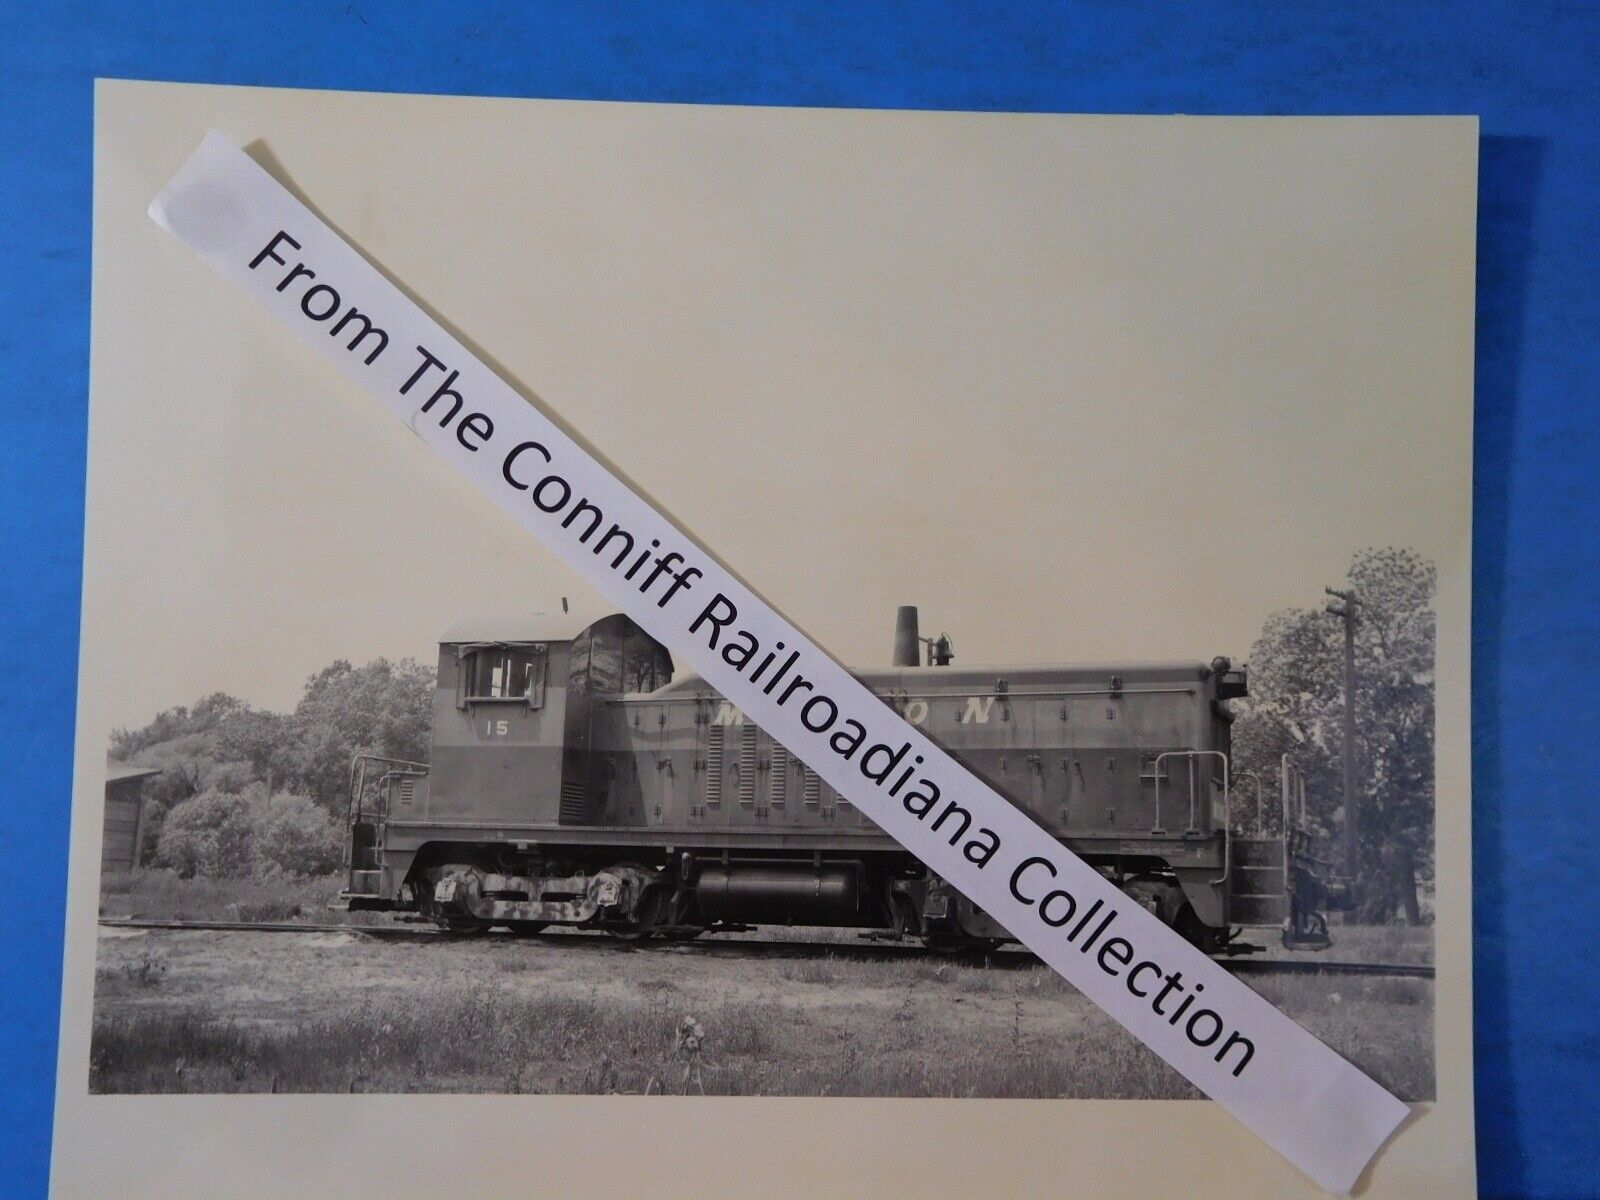 From The Conniff Railroadiana Collection
15
M
O N
F